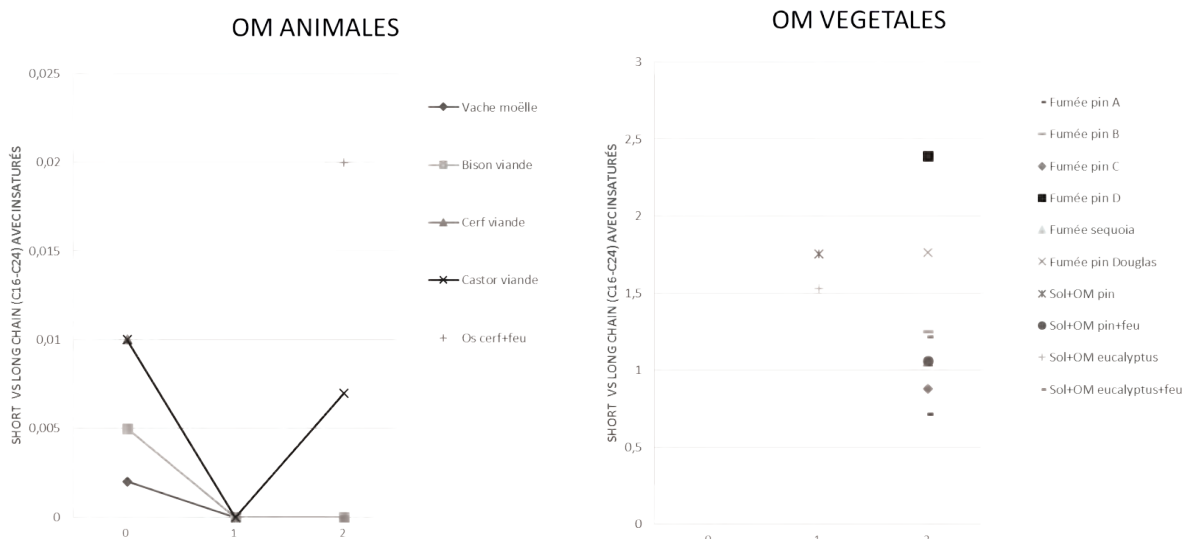 OM ANIMALES
SHORT VS LONG CHAIN (C16-C24) AVECINSATURÉS
0,025
0,02
0,015
0,01
0,005
0
0
1
2
Vache moëlle
Bison viande
Cerf viande
Castor viande
Os cerf+feu
OM VEGETALES
SHORT VS LONG CHAIN (C16-C24) AVECINSATURÉS
3
2,5
2
1,5
1
0,5
0
0
1
2
Fumée pin A
Fumée pin B
Fumée pin C
Fumée pin D
Fumée sequoia
Fumée pin Douglas
Sol+OM pin
Sol+OM pin+feu
Sol+OM eucalyptus
Sol+OM eucalyptus+feu